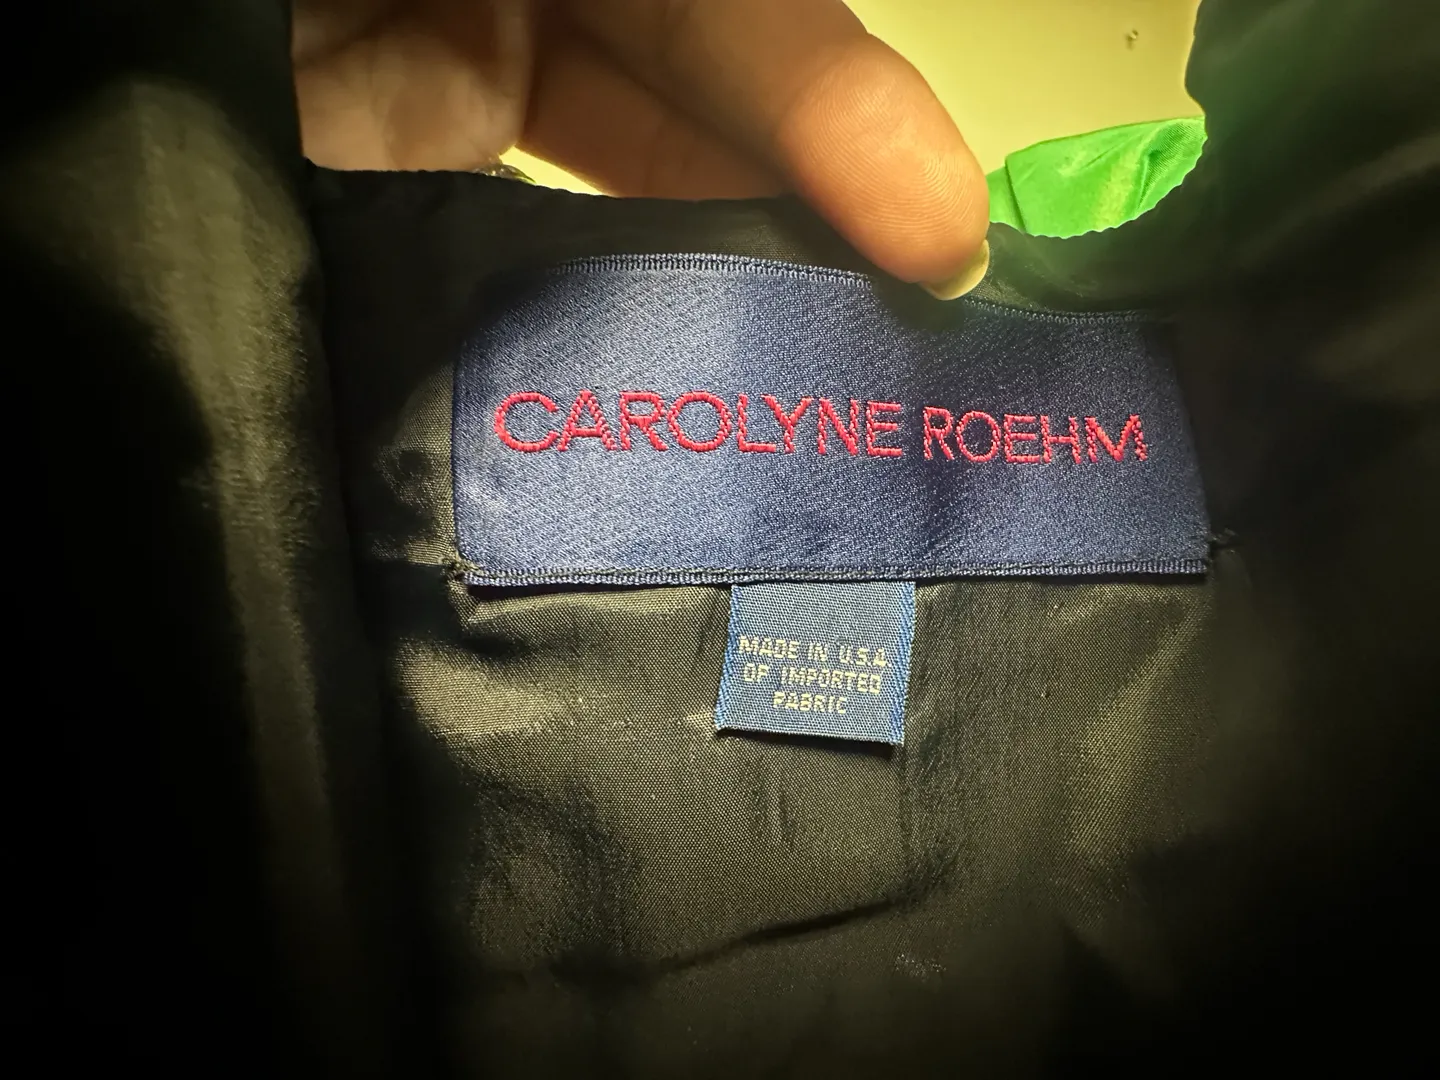 CAROLYNE ROEHM
MADE IN U.S.A
OF IMPORTED
FABRIC